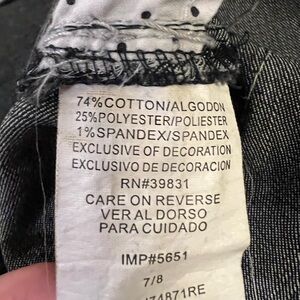 74%COTTON/ALGODON
25%POLYESTER/POLIESTER
1%SPANDEX/SPANDEX
EXCLUSIVE OF DECORATION
EXCLUSIVO DE DECORACION
RN#39831
CARE ON REVERSE
VER AL DORSO
PARA CUIDADO
IMP#5651
7/8